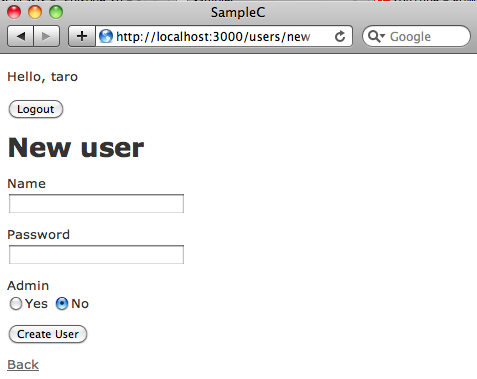 SampleC
http://localhost:3000/users/new
Google
Hello, taro
Logout
New user
Name
Password
Admin
Yes No
Create User
Back